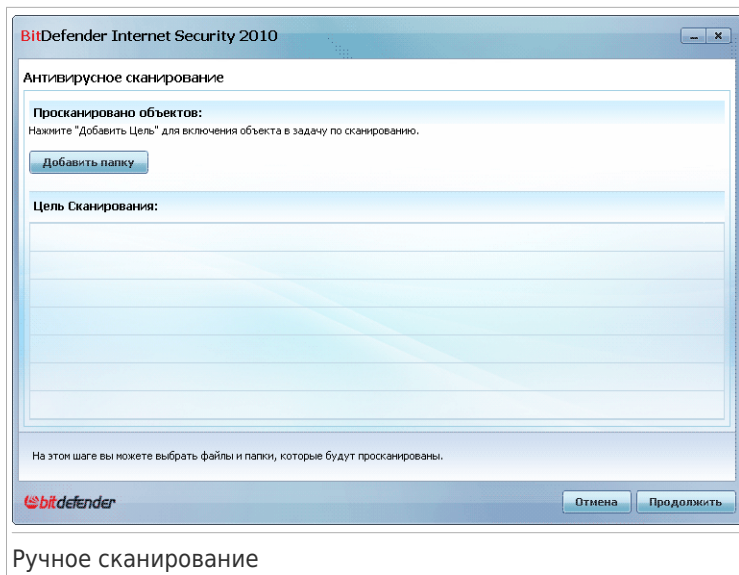 BitDefender Internet Security 2010
Антивирусное сканирование
Просканировано объектов:
Нажмите "Добавить Цель" для включения объекта в задачу по сканированию.
Добавить папку
Цель Сканирования:
На этом шаге вы можете выбрать файлы и папки, которые будут просканированы.
bitdefender
Отмена Продолжить
Ручное сканирование